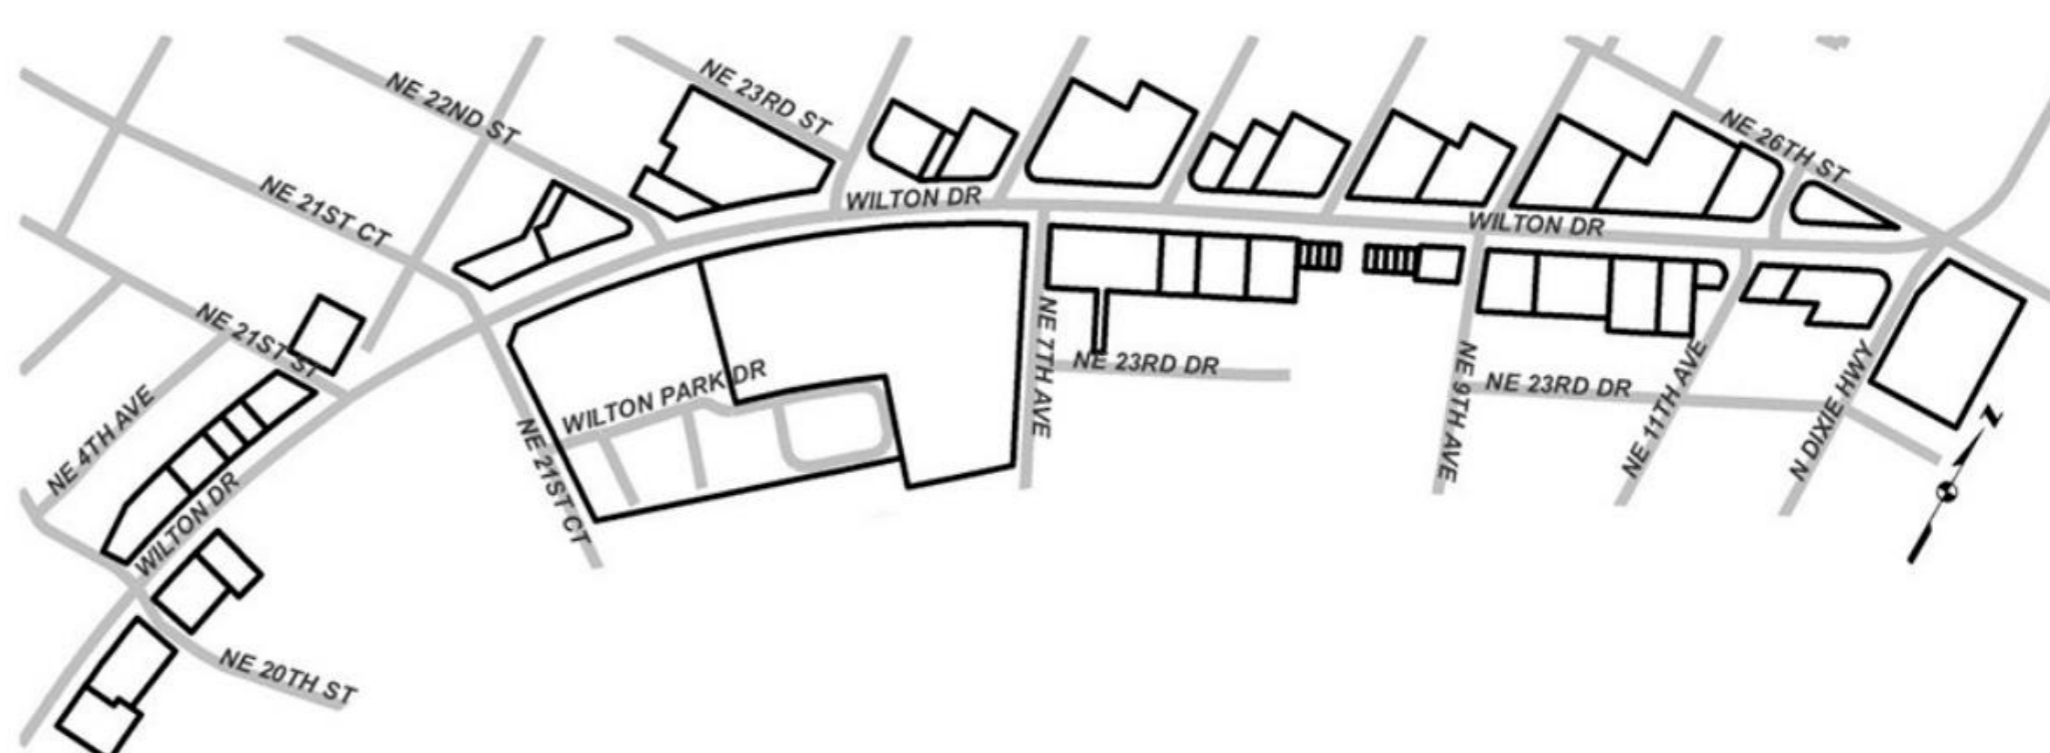 NE 22ND ST
NE 23RD ST
NE 26TH ST
NE 21ST CT
WILTON DR
WILTON DR
NE 21ST ST
NE 4TH AVE
WILTON DR
WILTON PARK DR
NE 21ST CT
NE 7TH AVE
NE 23RD DR
NE 9TH AVE
NE 23RD DR
NE 11TH AVE
N DIXIE HWY
N
NE 20TH ST